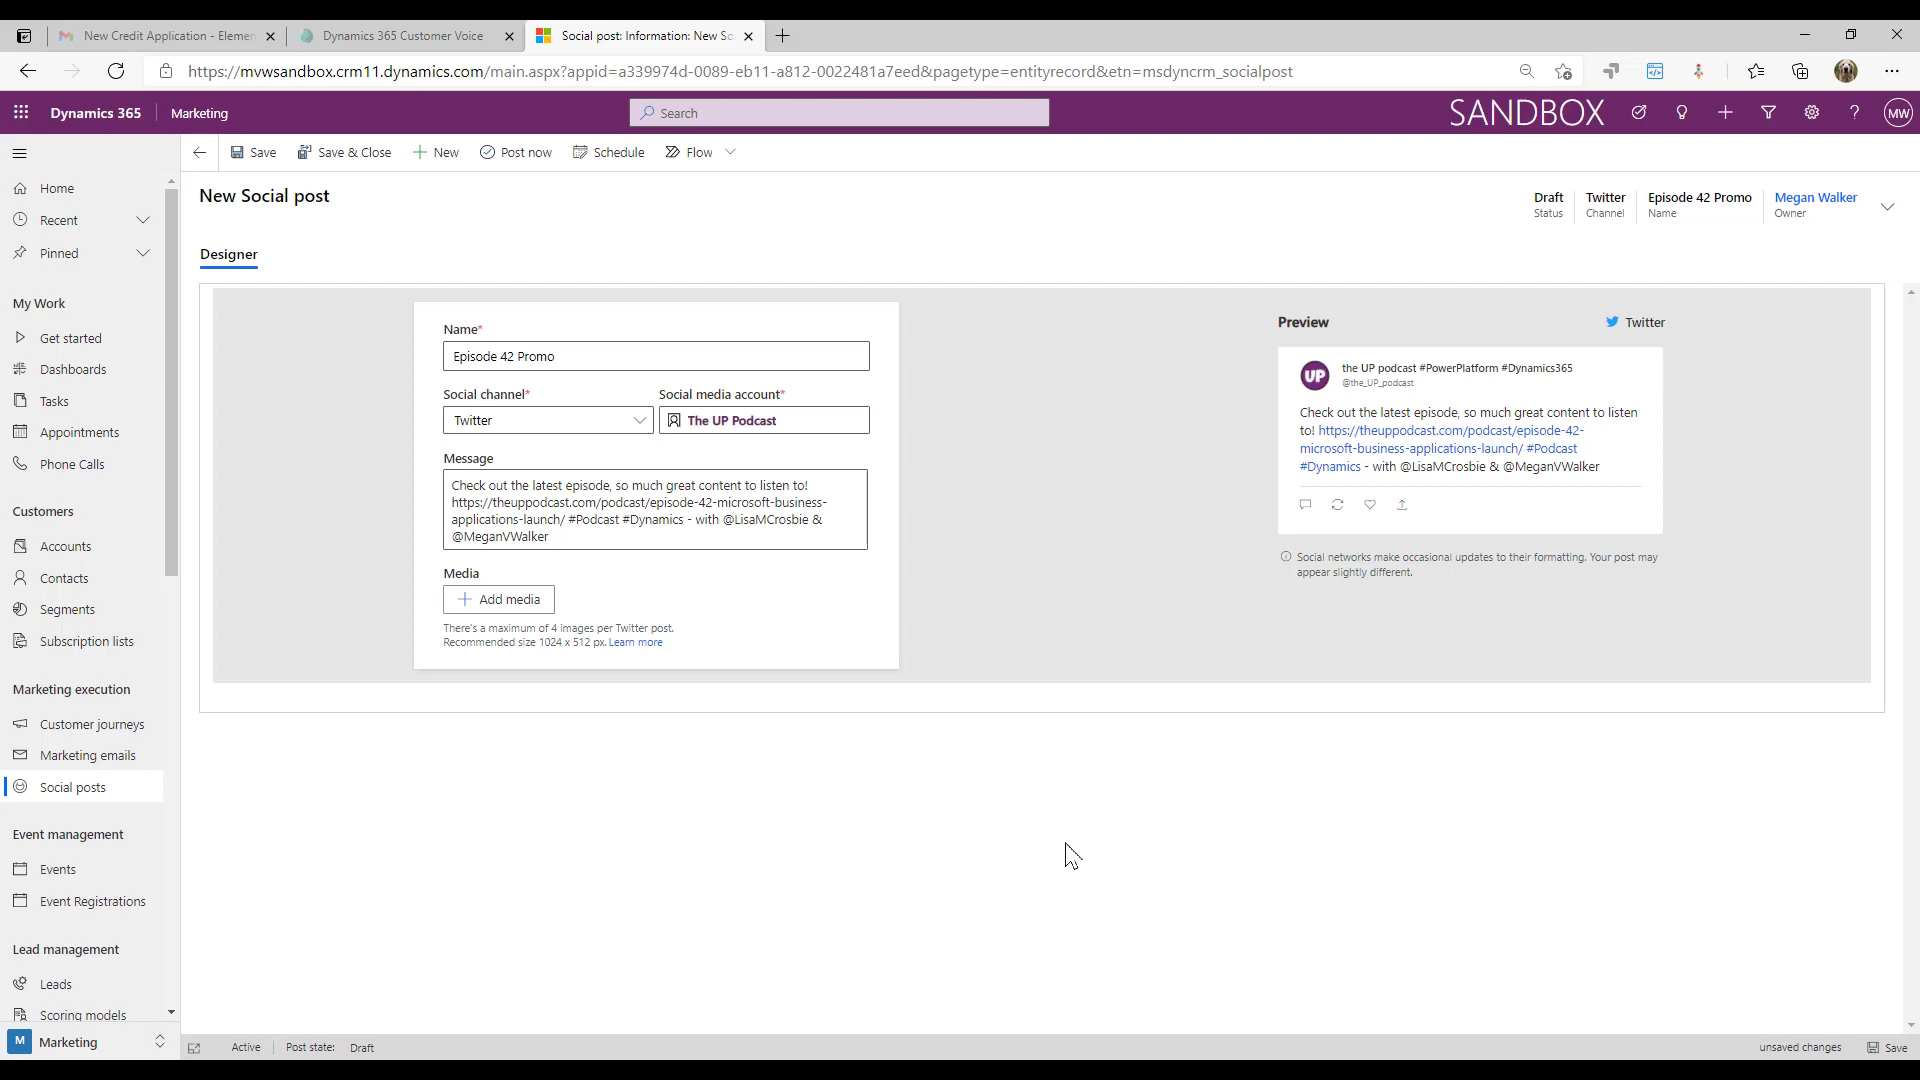 New Credit Application - Elemen
Dynamics 365 Customer Voice
Social post: Information: New So
https://mvwsandbox.crm11.dynamics.com/main.aspx?appid=a339974d-0089-eb11-a812-0022481a7eed&pagetype=entityrecord&etn=msdyncrm_socialpost
Dynamics 365
Marketing
Search
SANDBOX
MW
Save
Save & Close
New
Post now
Schedule
Flow
Home
Recent
Pinned
My Work
Get started
Dashboards
Tasks
Appointments
Phone Calls
Customers
Accounts
Contacts
Segments
Subscription lists
Marketing execution
Customer journeys
Marketing emails
Social posts
Event management
Events
Event Registrations
Lead management
Leads
Scoring models
M
Marketing
New Social post
Draft
Status
Twitter
Channel
Episode 42 Promo
Name
Megan Walker
Owner
Designer
Name*
Episode 42 Promo
Social channel*
Social media account*
Twitter
The UP Podcast
Message
Check out the latest episode, so much great content to listen to!
https://theuppodcast.com/podcast/episode-42-microsoft-business-
applications-launch/ #Podcast #Dynamics - with @LisaMCrosbie &
@MeganVWalker
Media
Add media
There's a maximum of 4 images per Twitter post.
Recommended size 1024 x 512 px. Learn more
Preview
Twitter
UP
the UP podcast #PowerPlatform #Dynamics365
@the_UP_podcast
Check out the latest episode, so much great content to listen
to! https://theuppodcast.com/podcast/episode-42-
microsoft-business-applications-launch/ #Podcast
#Dynamics - with @LisaMCrosbie & @MeganVWalker
Social networks make occasional updates to their formatting. Your post may
appear slightly different.
Active
Post state:
Draft
unsaved changes
Save